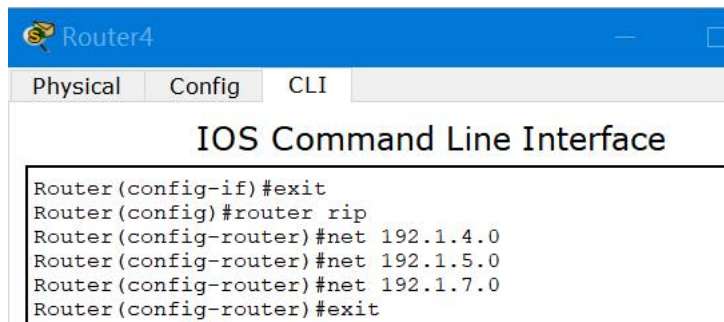 Router4
Physical Config CLI
IOS Command Line Interface
Router(config-if)#exit
Router(config)#router rip
Router(config-router)#net 192.1.4.0
Router(config-router)#net 192.1.5.0
Router(config-router)#net 192.1.7.0
Router(config-router)#exit